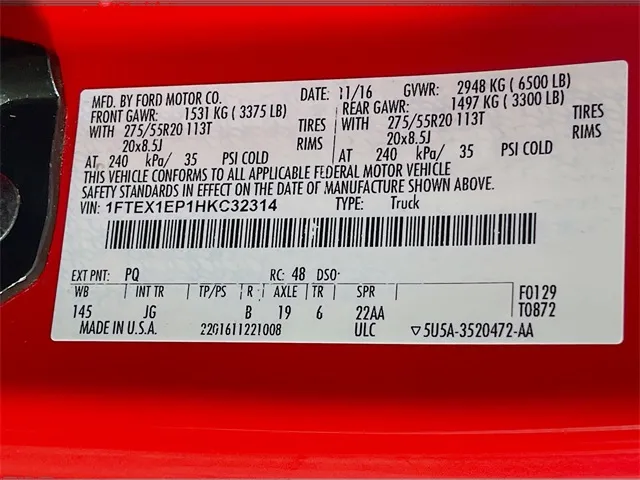 MFD. BY FORD MOTOR CO. DATE: 11/16 GVWR: 2948 KG ( 6500 LB)
FRONT GAWR: 1531 KG ( 3375 LB) REAR GAWR: 1497 KG ( 3300 LB)
WITH 275/55R20 113T TIRES WITH 275/55R20 113T TIRES
20x8.5J RIMS 20x8.5J RIMS
AT 240 kPa/ 35 PSI COLD AT 240 kPa/ 35 PSI COLD
THIS VEHICLE CONFORMS TO ALL APPLICABLE FEDERAL MOTOR VEHICLE
SAFETY STANDARDS IN EFFECT ON THE DATE OF MANUFACTURE SHOWN ABOVE.
VIN: 1FTEX1EP1HKC32314 TYPE: Truck
EXT PNT: PQ RC: 48 DSO:
WB INT TR TP/PS R AXLE TR SPR F0129
145 JG B 19 6 22AA T0872
MADE IN U.S.A. 22G1611221008 ULC ▽5U5A-3520472-AA